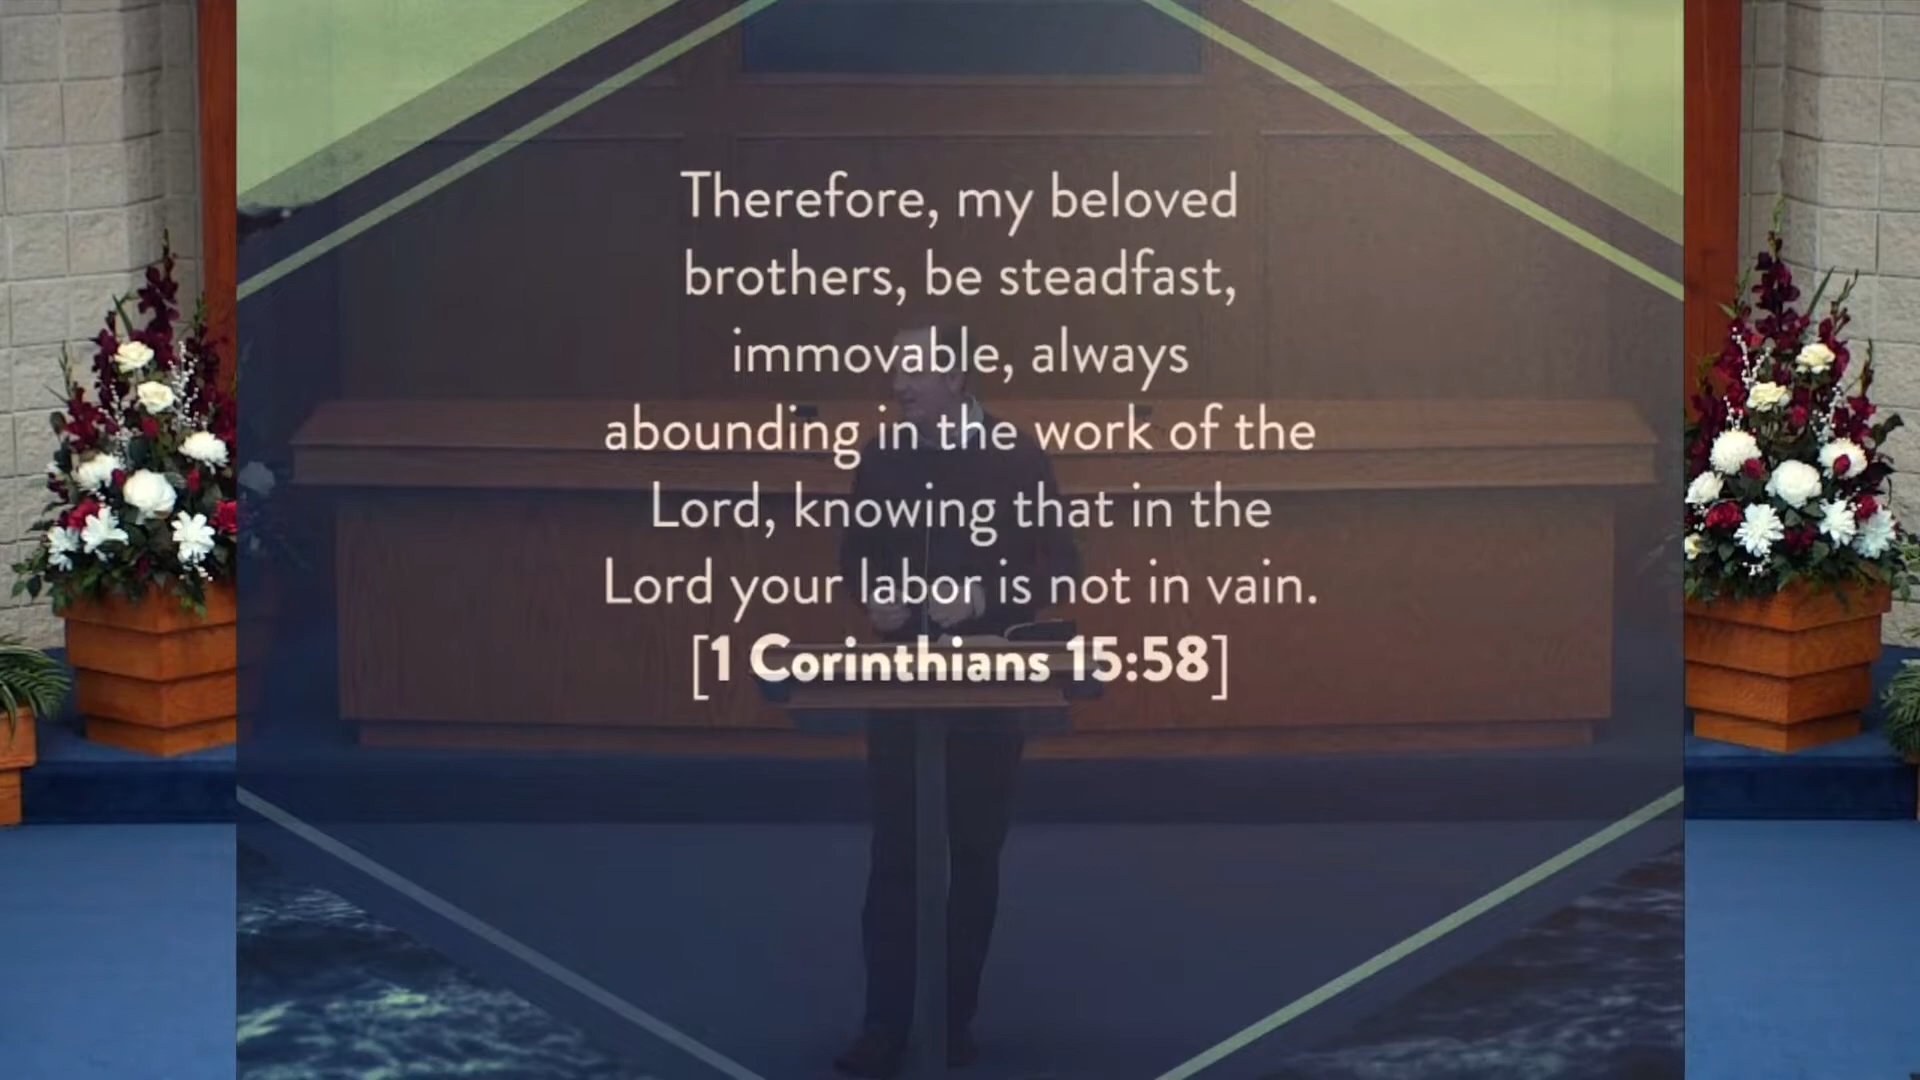 Therefore, my beloved
brothers, be steadfast,
immovable, always
abounding in the work of the
Lord, knowing that in the
Lord your labor is not in vain.
[1 Corinthians 15:58]